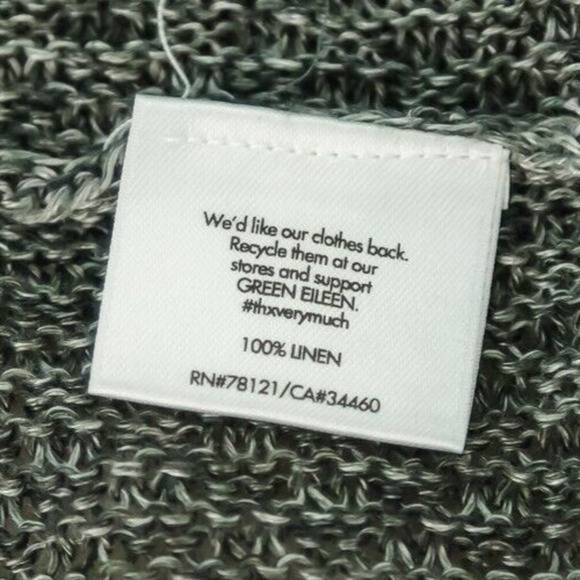 We'd like our clothes back.
Recycle them at our
stores and support
GREEN EILEEN.
#thxverymuch
100% LINEN
RN#78121/CA#34460